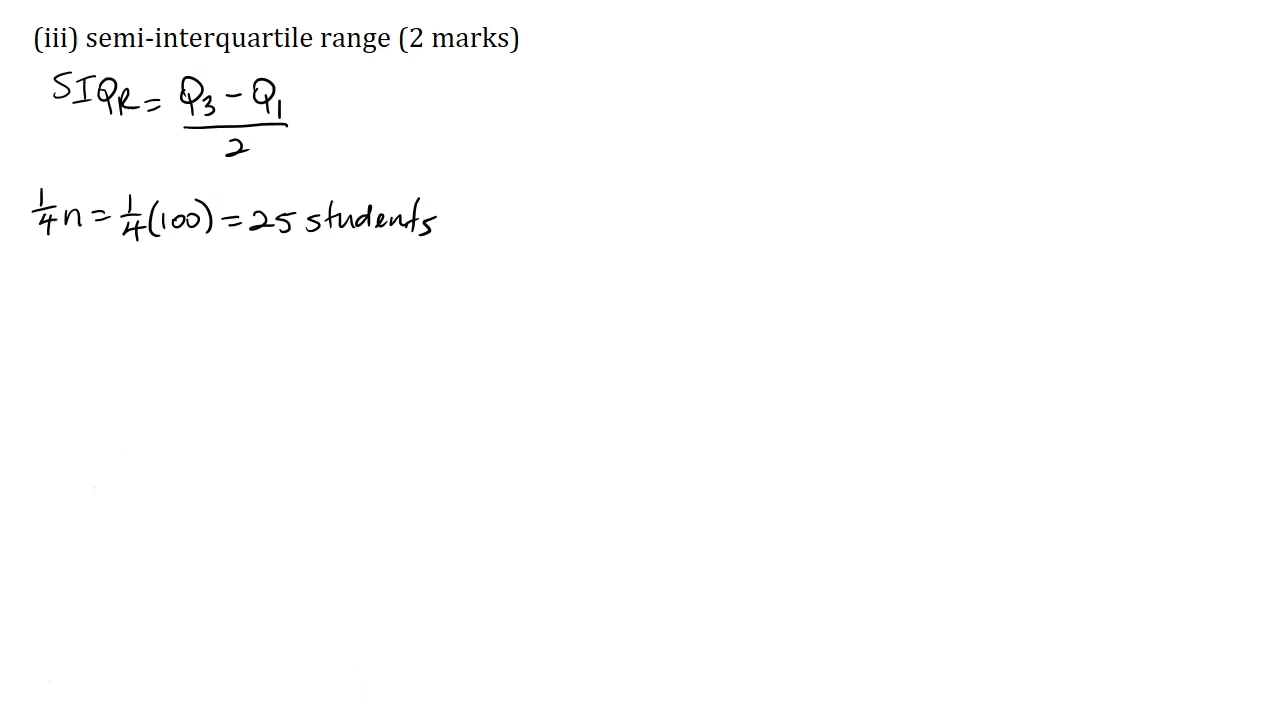 (iii) semi-interquartile range (2 marks)
SIQR = Q₃ - Q₁
2
1/4 n = 1/4 (100) = 25 students